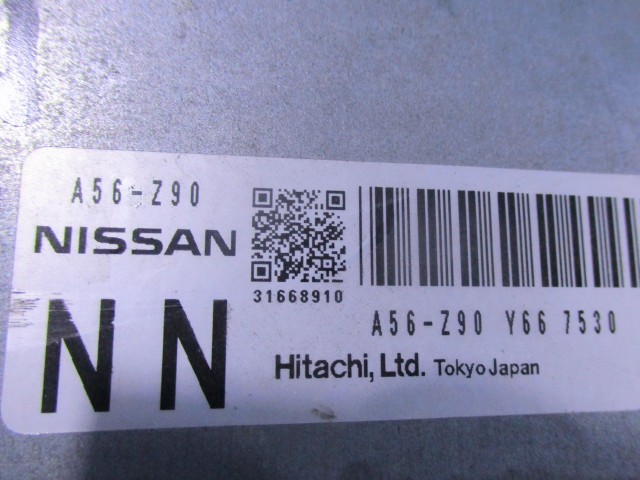 A56-Z90
NISSAN
NN
31668910
A56-Z90 Y66 7530
Hitachi, Ltd. Tokyo Japan